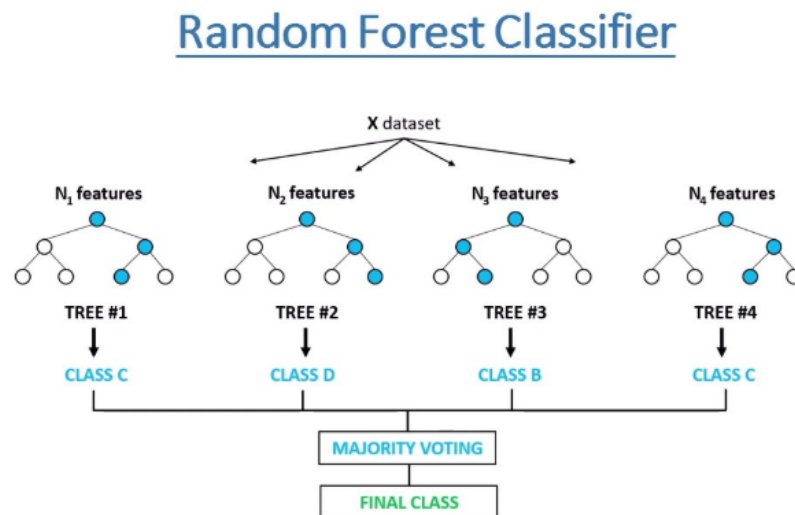 Random Forest Classifier
X dataset
N₁ features N₂ features N₃ features N₄ features
TREE #1 TREE #2 TREE #3 TREE #4
CLASS C CLASS D CLASS B CLASS C
MAJORITY VOTING
FINAL CLASS